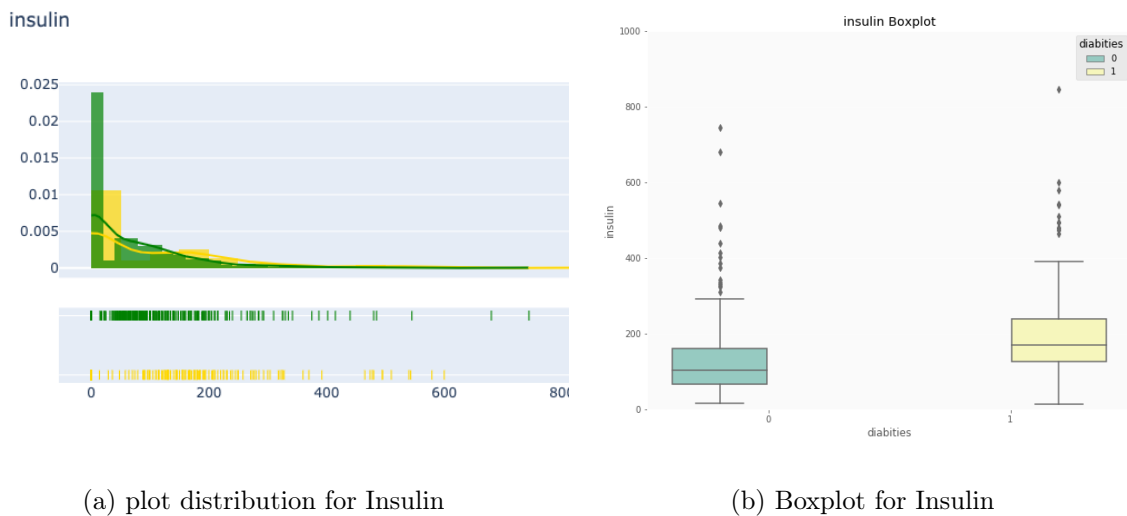 insulin
0.025
0.02
0.015
0.01
0.005
0
0 200 400 600 800
(a) plot distribution for Insulin
insulin Boxplot
diabities
0
1
1000
800
600
400
200
0
insulin
0 1
diabities
(b) Boxplot for Insulin